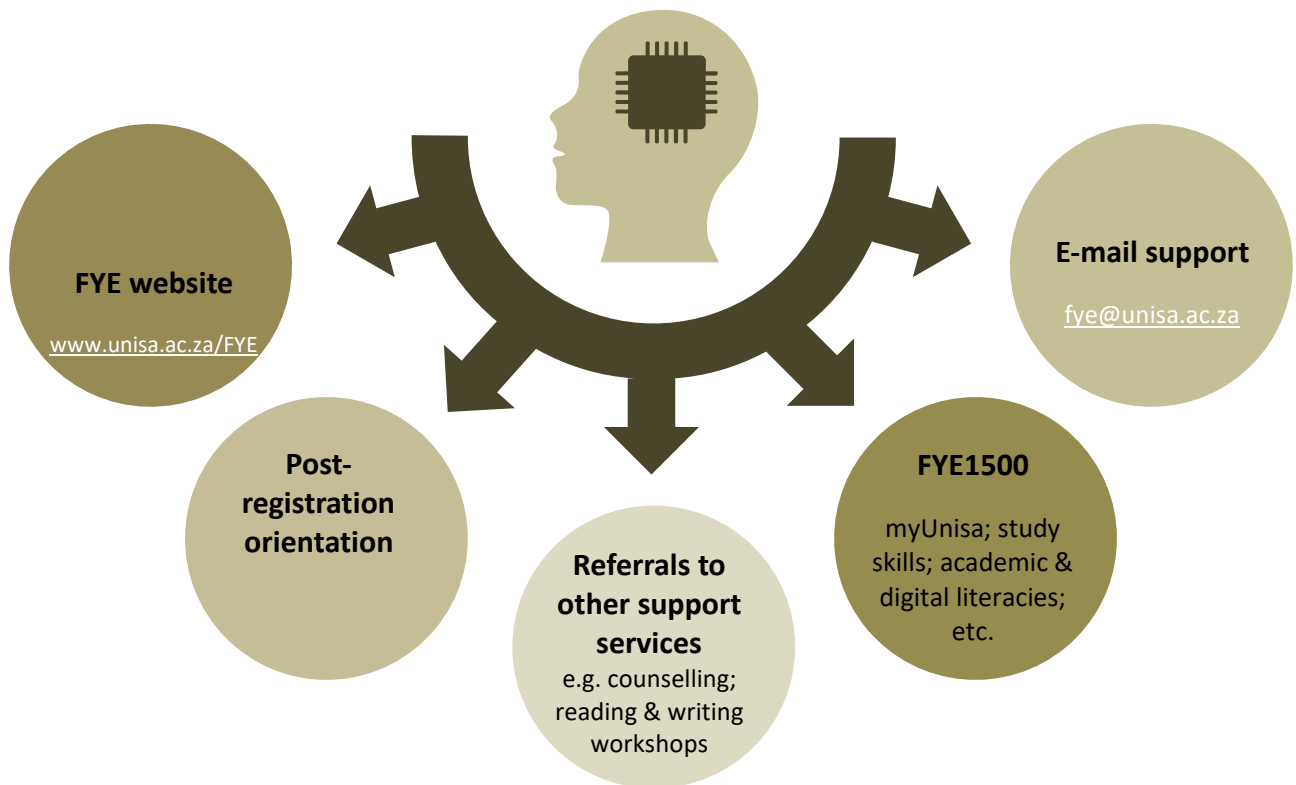 FYE website
www.unisa.ac.za/FYE
Post-
registration
orientation
Referrals to
other support
services
e.g. counselling;
reading & writing
workshops
FYE1500
myUnisa; study
skills; academic &
digital literacies;
etc.
E-mail support
fye@unisa.ac.za